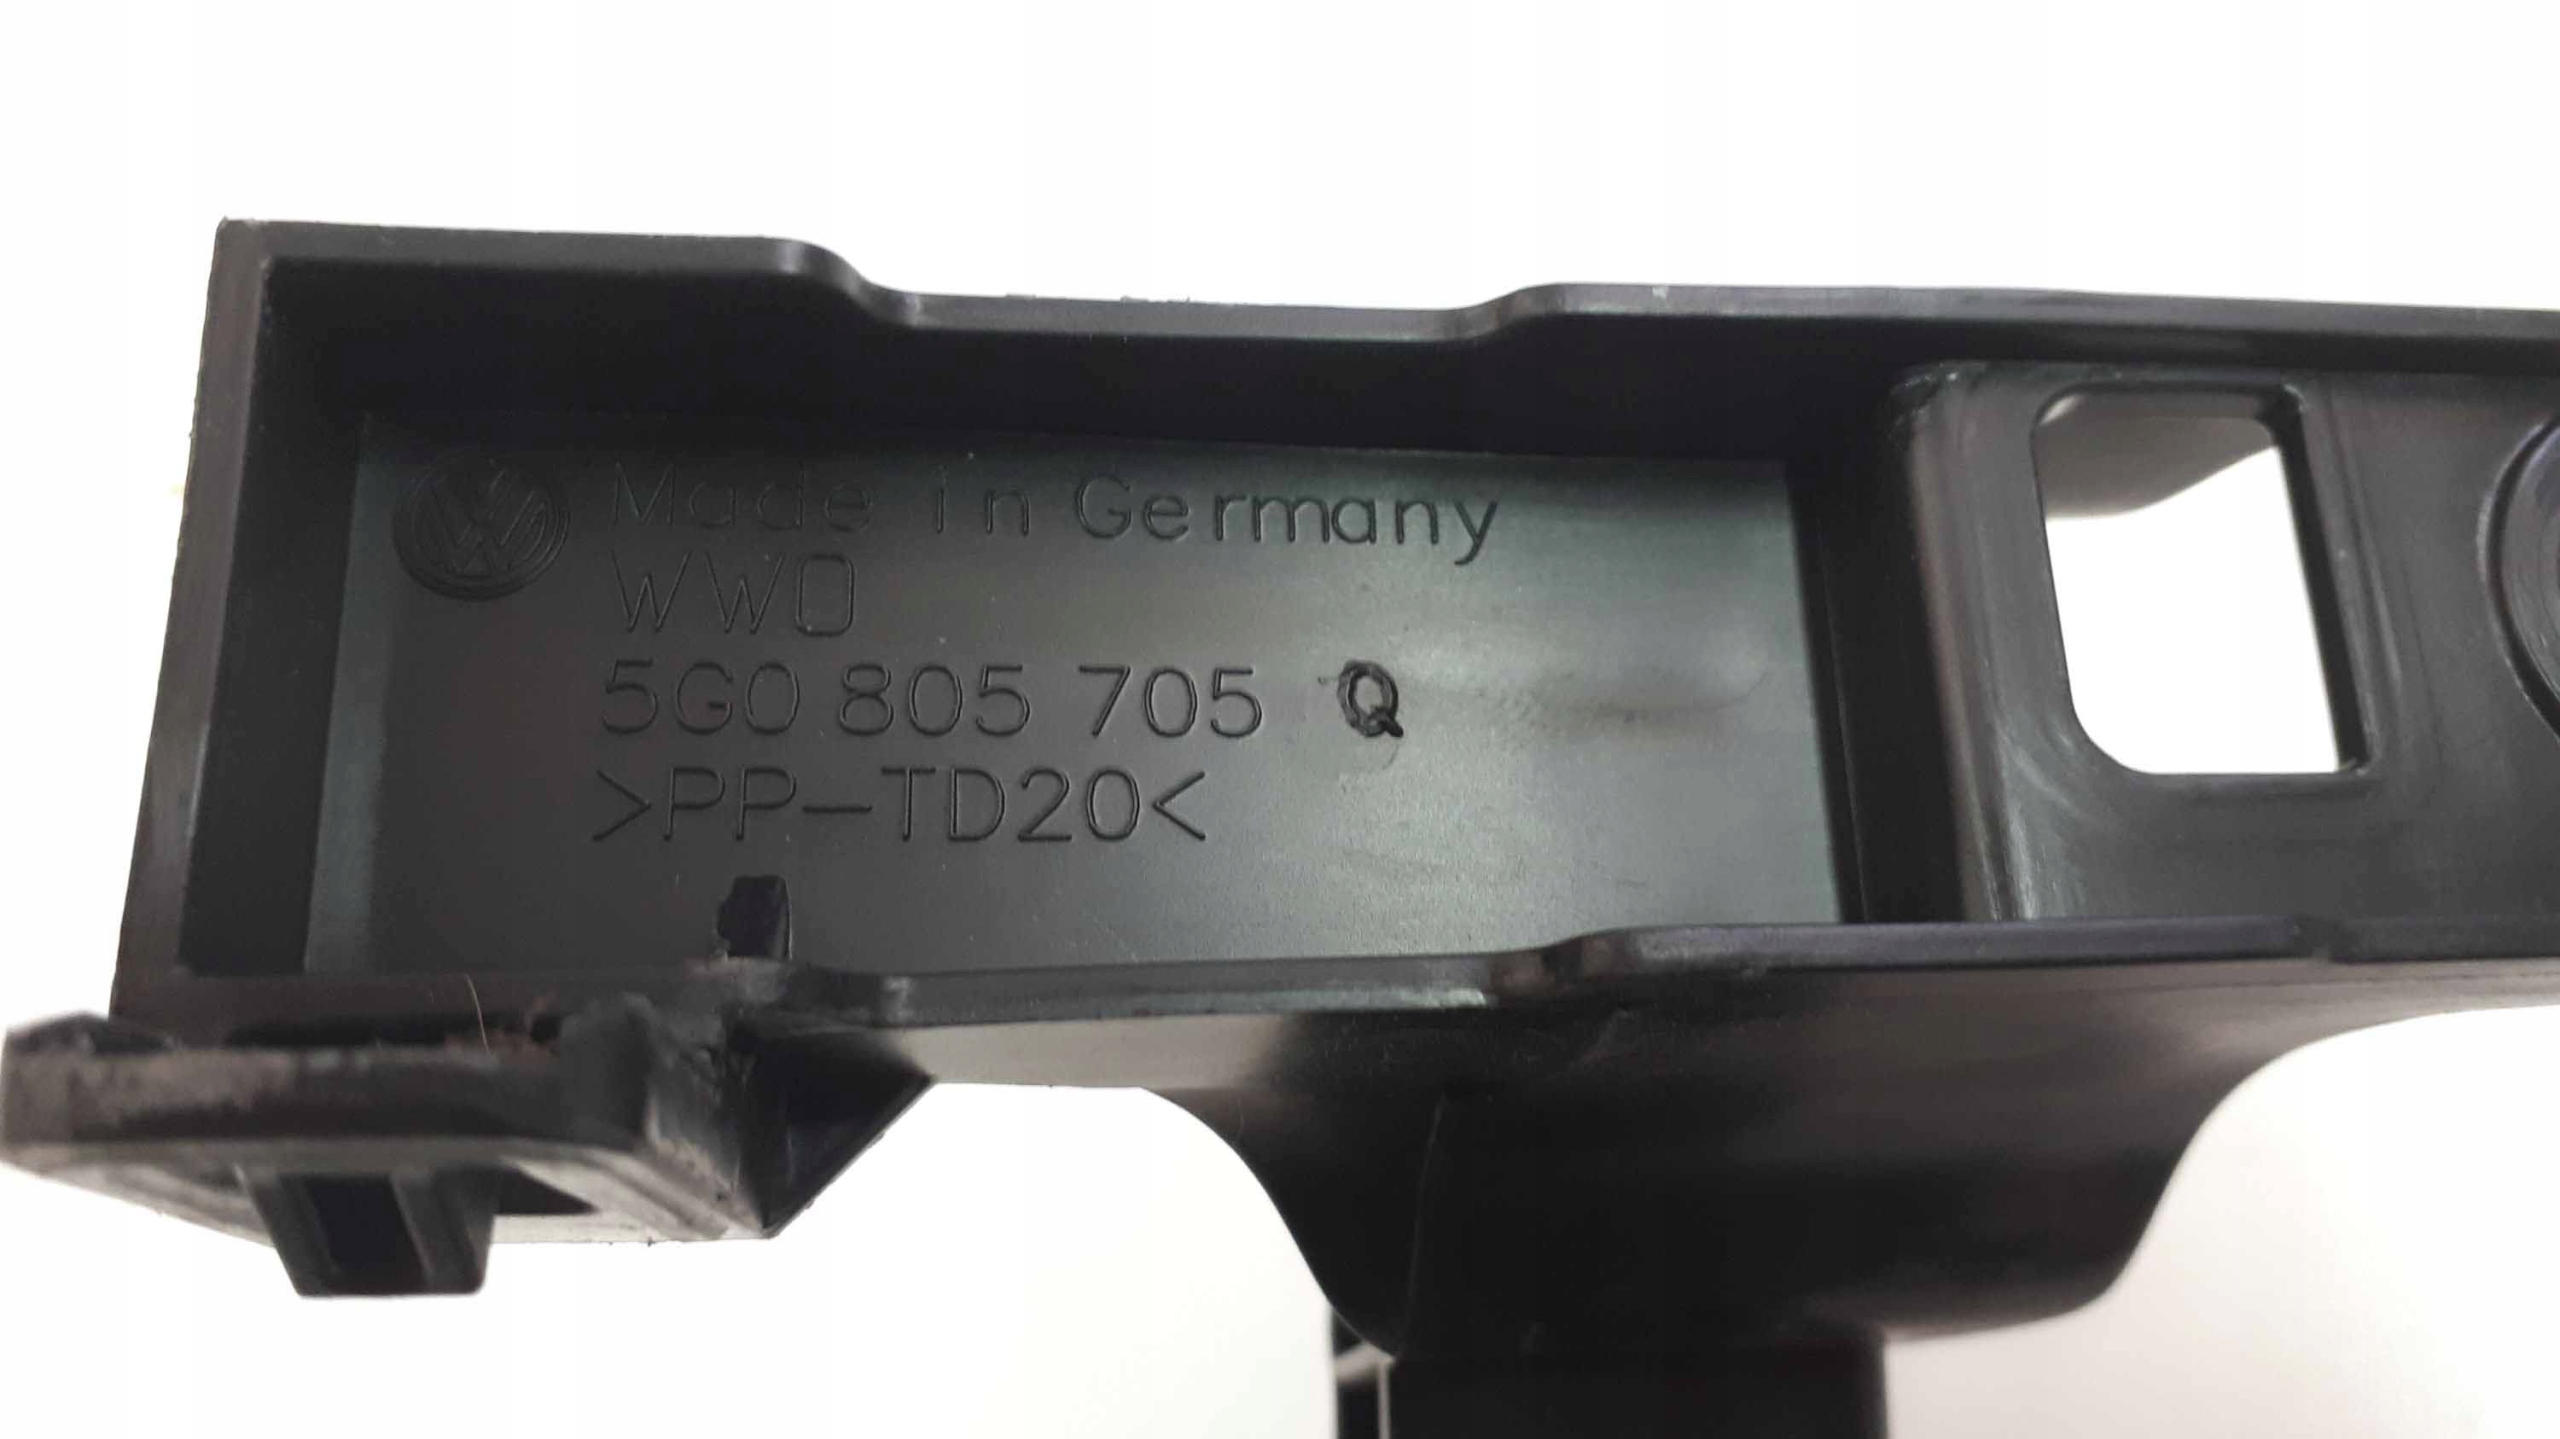 Made in Germany
WWO
5G0 805 705 Q
>PP-TD20<